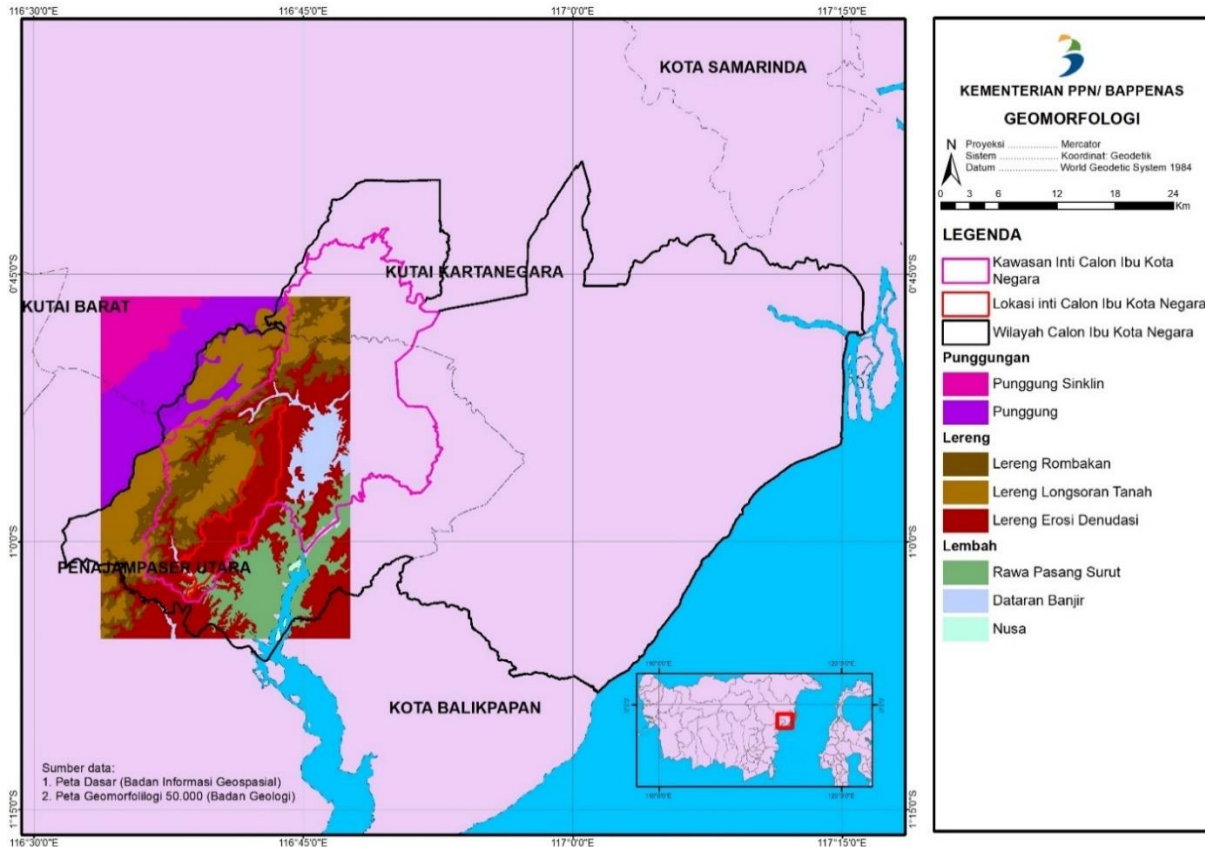 116°30'0"E 116°45'0"E 117°0'0"E 117°15'0"E
KOTA SAMARINDA
0°45'0"S
KUTAI KARTANEGARA
KUTAI BARAT
1°0'0"S
PENAJAMPASER UTARA
KOTA BALIKPAPAN
Sumber data:
1. Peta Dasar (Badan Informasi Geospasial)
2. Peta Geomorfolilogi 50.000 (Badan Geologi)
1°15'0"S
116°30'0"E 116°45'0"E 117°0'0"E 117°15'0"E
0°45'0"S
1°0'0"S
1°15'0"S
KEMENTERIAN PPN/ BAPPENAS
GEOMORFOLOGI
N
Proyeksi .................. Mercator
Sistem ...................... Koordinat: Geodetik
Datum ..................... World Geodetic System 1984
0 3 6 12 18 24
Km
LEGENDA
Kawasan Inti Calon Ibu Kota
Negara
Lokasi inti Calon Ibu Kota Negara
Wilayah Calon Ibu Kota Negara
Punggungan
Punggung Sinklin
Punggung
Lereng
Lereng Rombakan
Lereng Longsoran Tanah
Lereng Erosi Denudasi
Lembah
Rawa Pasang Surut
Dataran Banjir
Nusa